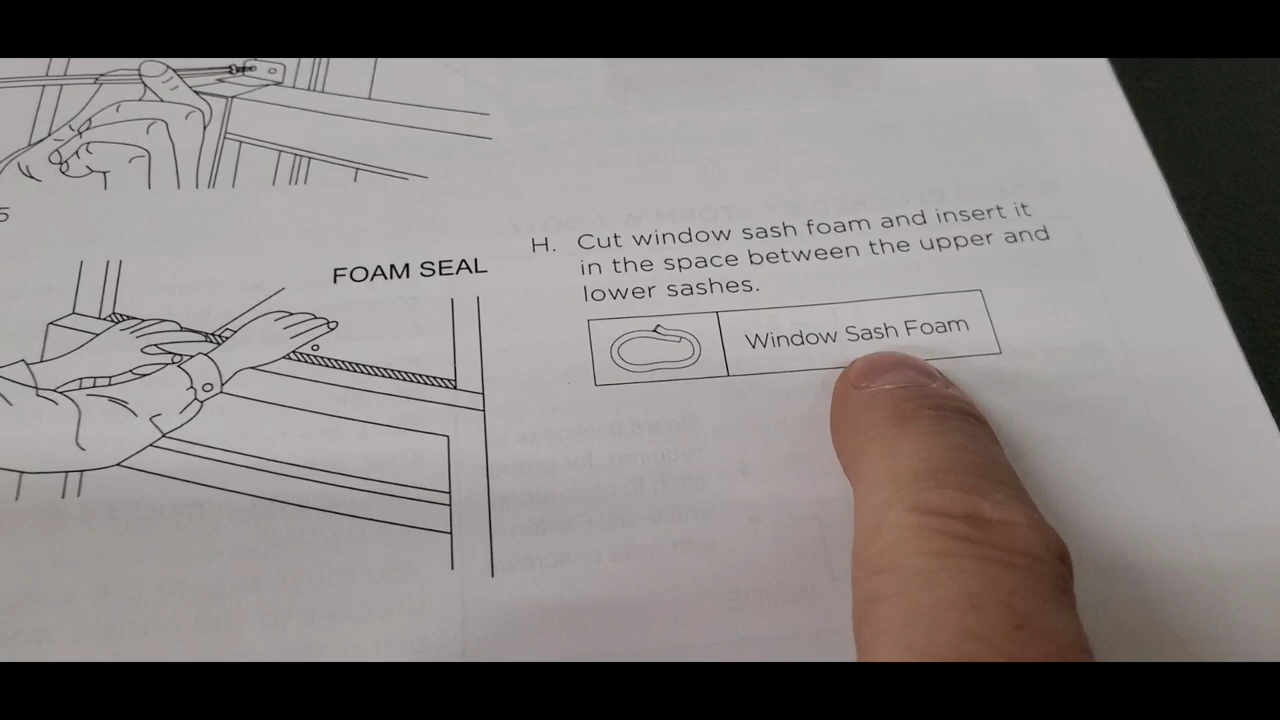 5
FOAM SEAL
H. Cut window sash foam and insert it
in the space between the upper and
lower sashes.
Window Sash Foam